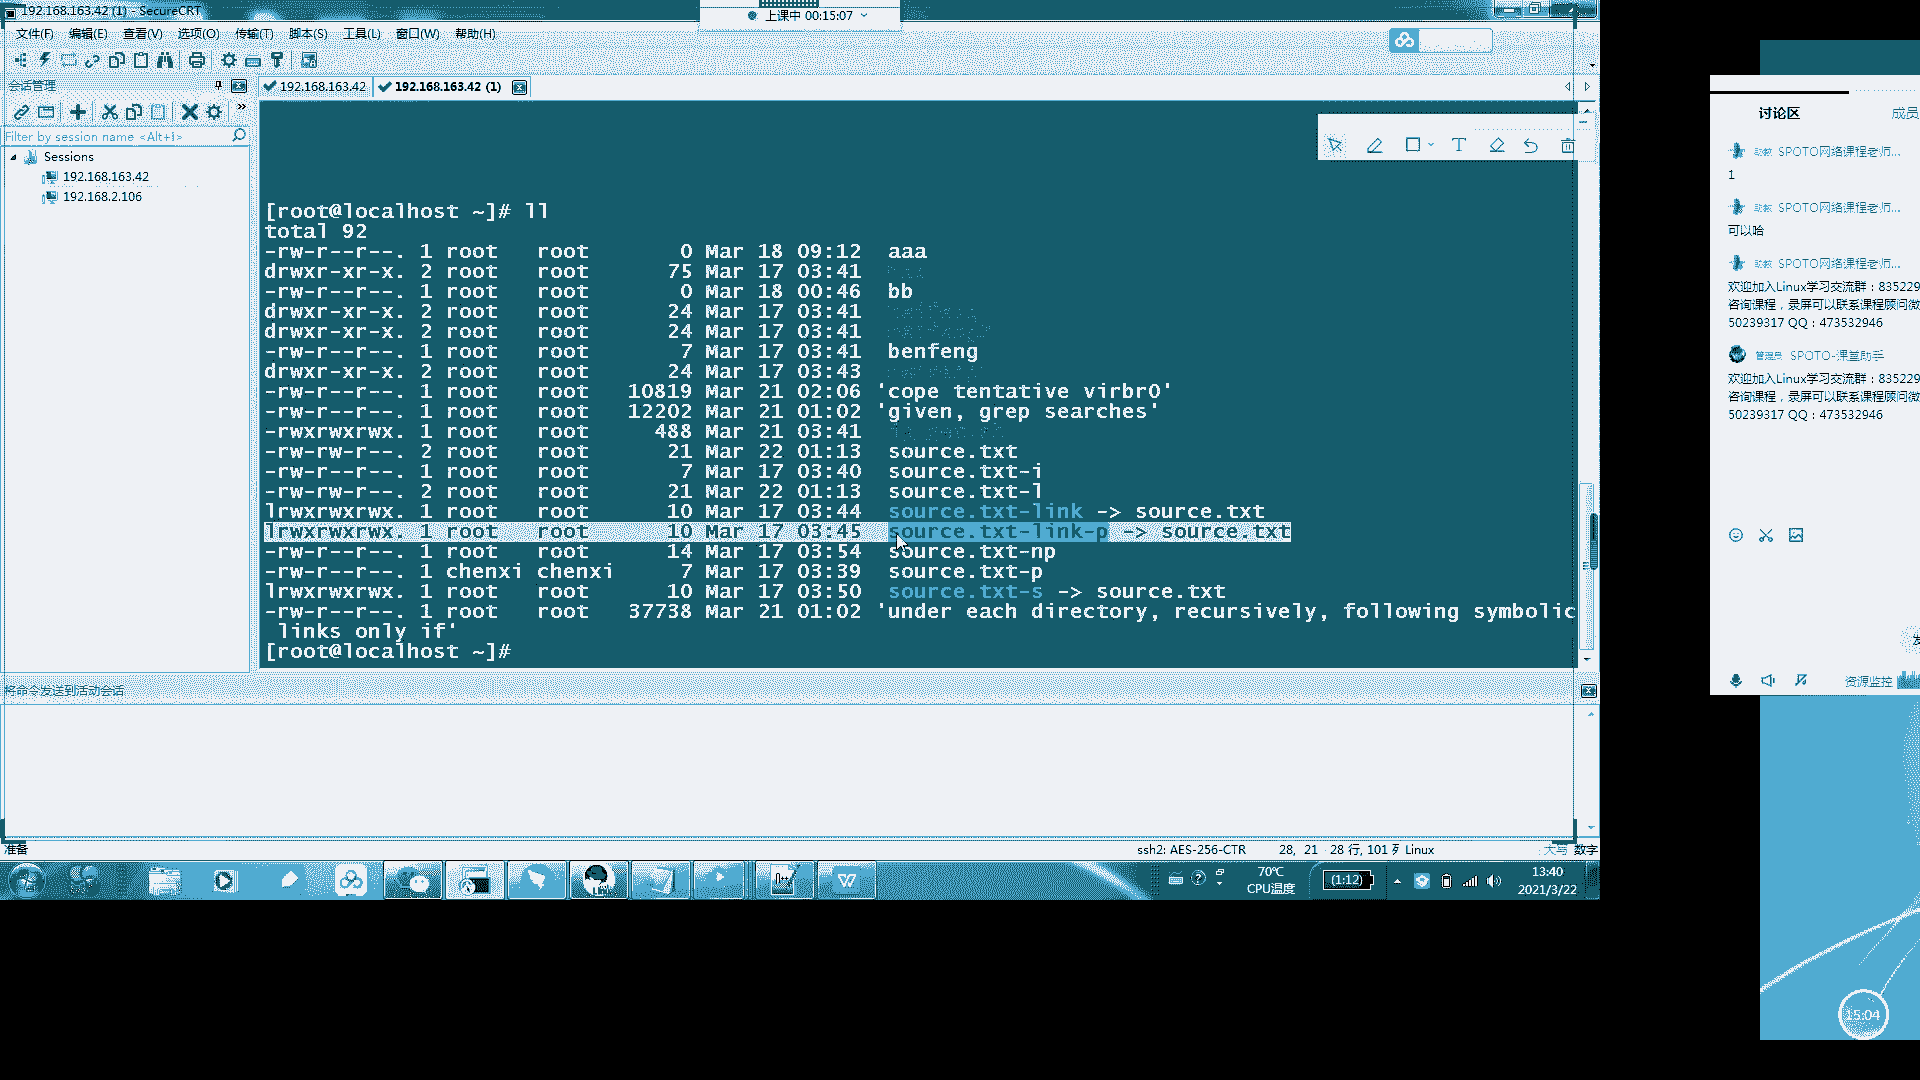 192.168.163.42 (1) - SecureCRT
上课中 00:15:07
文件(F) 编辑(E) 查看(V) 选项(O) 传输(T) 脚本(S) 工具(L) 窗口(W) 帮助(H)
会话管理
192.168.163.42
192.168.163.42 (1)
Filter by session name <Alt+I>
Sessions
192.168.163.42
192.168.2.106
[root@localhost ~]# ll
total 92
-rw-r--r--. 1 root root 0 Mar 18 09:12 aaa
drwxr-xr-x. 2 root root 75 Mar 17 03:41
-rw-r--r--. 1 root root 0 Mar 18 00:46 bb
drwxr-xr-x. 2 root root 24 Mar 17 03:41
drwxr-xr-x. 2 root root 24 Mar 17 03:41
-rw-r--r--. 1 root root 7 Mar 17 03:41 benfeng
drwxr-xr-x. 2 root root 24 Mar 17 03:43
-rw-r--r--. 1 root root 10819 Mar 21 02:06 'cope tentative virbr0'
-rw-r--r--. 1 root root 12202 Mar 21 01:02 'given, grep searches'
-rwxrwxrwx. 1 root root 488 Mar 21 03:41
-rw-rw-r--. 2 root root 21 Mar 22 01:13 source.txt
-rw-r--r--. 1 root root 7 Mar 17 03:40 source.txt-i
-rw-rw-r--. 2 root root 21 Mar 22 01:13 source.txt-l
lrwxrwxrwx. 1 root root 10 Mar 17 03:44 source.txt-link -> source.txt
lrwxrwxrwx. 1 root root 10 Mar 17 03:45 source.txt-link-p -> source.txt
-rw-r--r--. 1 root root 14 Mar 17 03:54 source.txt-np
-rw-r--r--. 1 chenxi chenxi 7 Mar 17 03:39 source.txt-p
lrwxrwxrwx. 1 root root 10 Mar 17 03:50 source.txt-s -> source.txt
-rw-r--r--. 1 root root 37738 Mar 21 01:02 'under each directory, recursively, following symbolic
links only if'
[root@localhost ~]#
将命令发送到活动会话
准备
ssh2: AES-256-CTR 28, 21 28 行, 101 列 Linux 大写 数字
70℃
CPU温度
(1:12)
13:40
2021/3/22
讨论区 成员
助教 SPOTO网络课程老师...
1
助教 SPOTO网络课程老师...
可以哈
助教 SPOTO网络课程老师...
欢迎加入Linux学习交流群：835229
咨询课程，录屏可以联系课程顾问微
50239317 QQ：473532946
管理员 SPOTO-课堂助手
欢迎加入Linux学习交流群：835229
咨询课程，录屏可以联系课程顾问微
50239317 QQ：473532946
资源监控
15:04